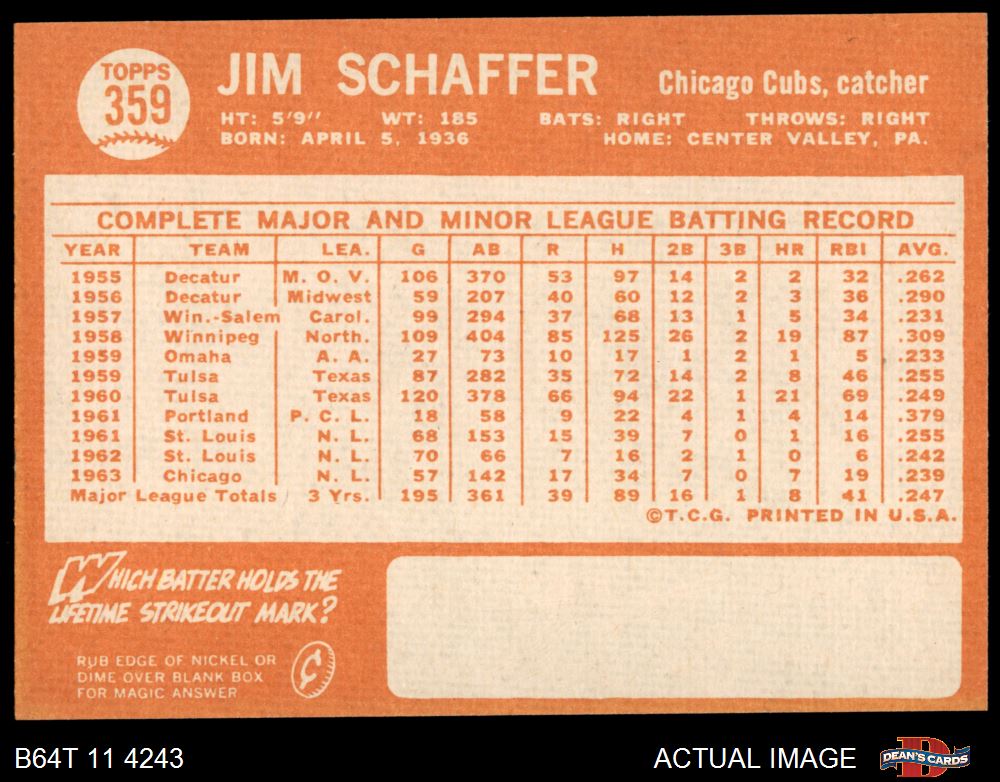 TOPPS
359
JIM SCHAFFER Chicago Cubs, catcher
HT: 5'9" WT: 185 BATS: RIGHT THROWS: RIGHT
BORN: APRIL 5, 1936 HOME: CENTER VALLEY, PA.
COMPLETE MAJOR AND MINOR LEAGUE BATTING RECORD
YEAR TEAM LEA. G AB R H 2B 3B HR RBI AVG.
1955 Decatur M. O. V. 106 370 53 97 14 2 2 32 .262
1956 Decatur Midwest 59 207 40 60 12 2 3 36 .290
1957 Win.-Salem Carol. 99 294 37 68 13 1 5 34 .231
1958 Winnipeg North. 109 404 85 125 26 2 19 87 .309
1959 Omaha A. A. 27 73 10 17 1 2 1 5 .233
1959 Tulsa Texas 87 282 35 72 14 2 8 46 .255
1960 Tulsa Texas 120 378 66 94 22 1 21 69 .249
1961 Portland P. C. L. 18 58 9 22 4 1 4 14 .379
1961 St. Louis N. L. 68 153 15 39 7 0 1 16 .255
1962 St. Louis N. L. 70 66 7 16 2 1 0 6 .242
1963 Chicago N. L. 57 142 17 34 7 0 7 19 .239
Major League Totals 3 Yrs. 195 361 39 89 16 1 8 41 .247
©T.C.G. PRINTED IN U.S.A.
WHICH BATTER HOLDS THE
LIFETIME STRIKEOUT MARK?
RUB EDGE OF NICKEL OR
DIME OVER BLANK BOX
FOR MAGIC ANSWER
¢
B64T 11 4243 ACTUAL IMAGE D DEAN'S CARDS